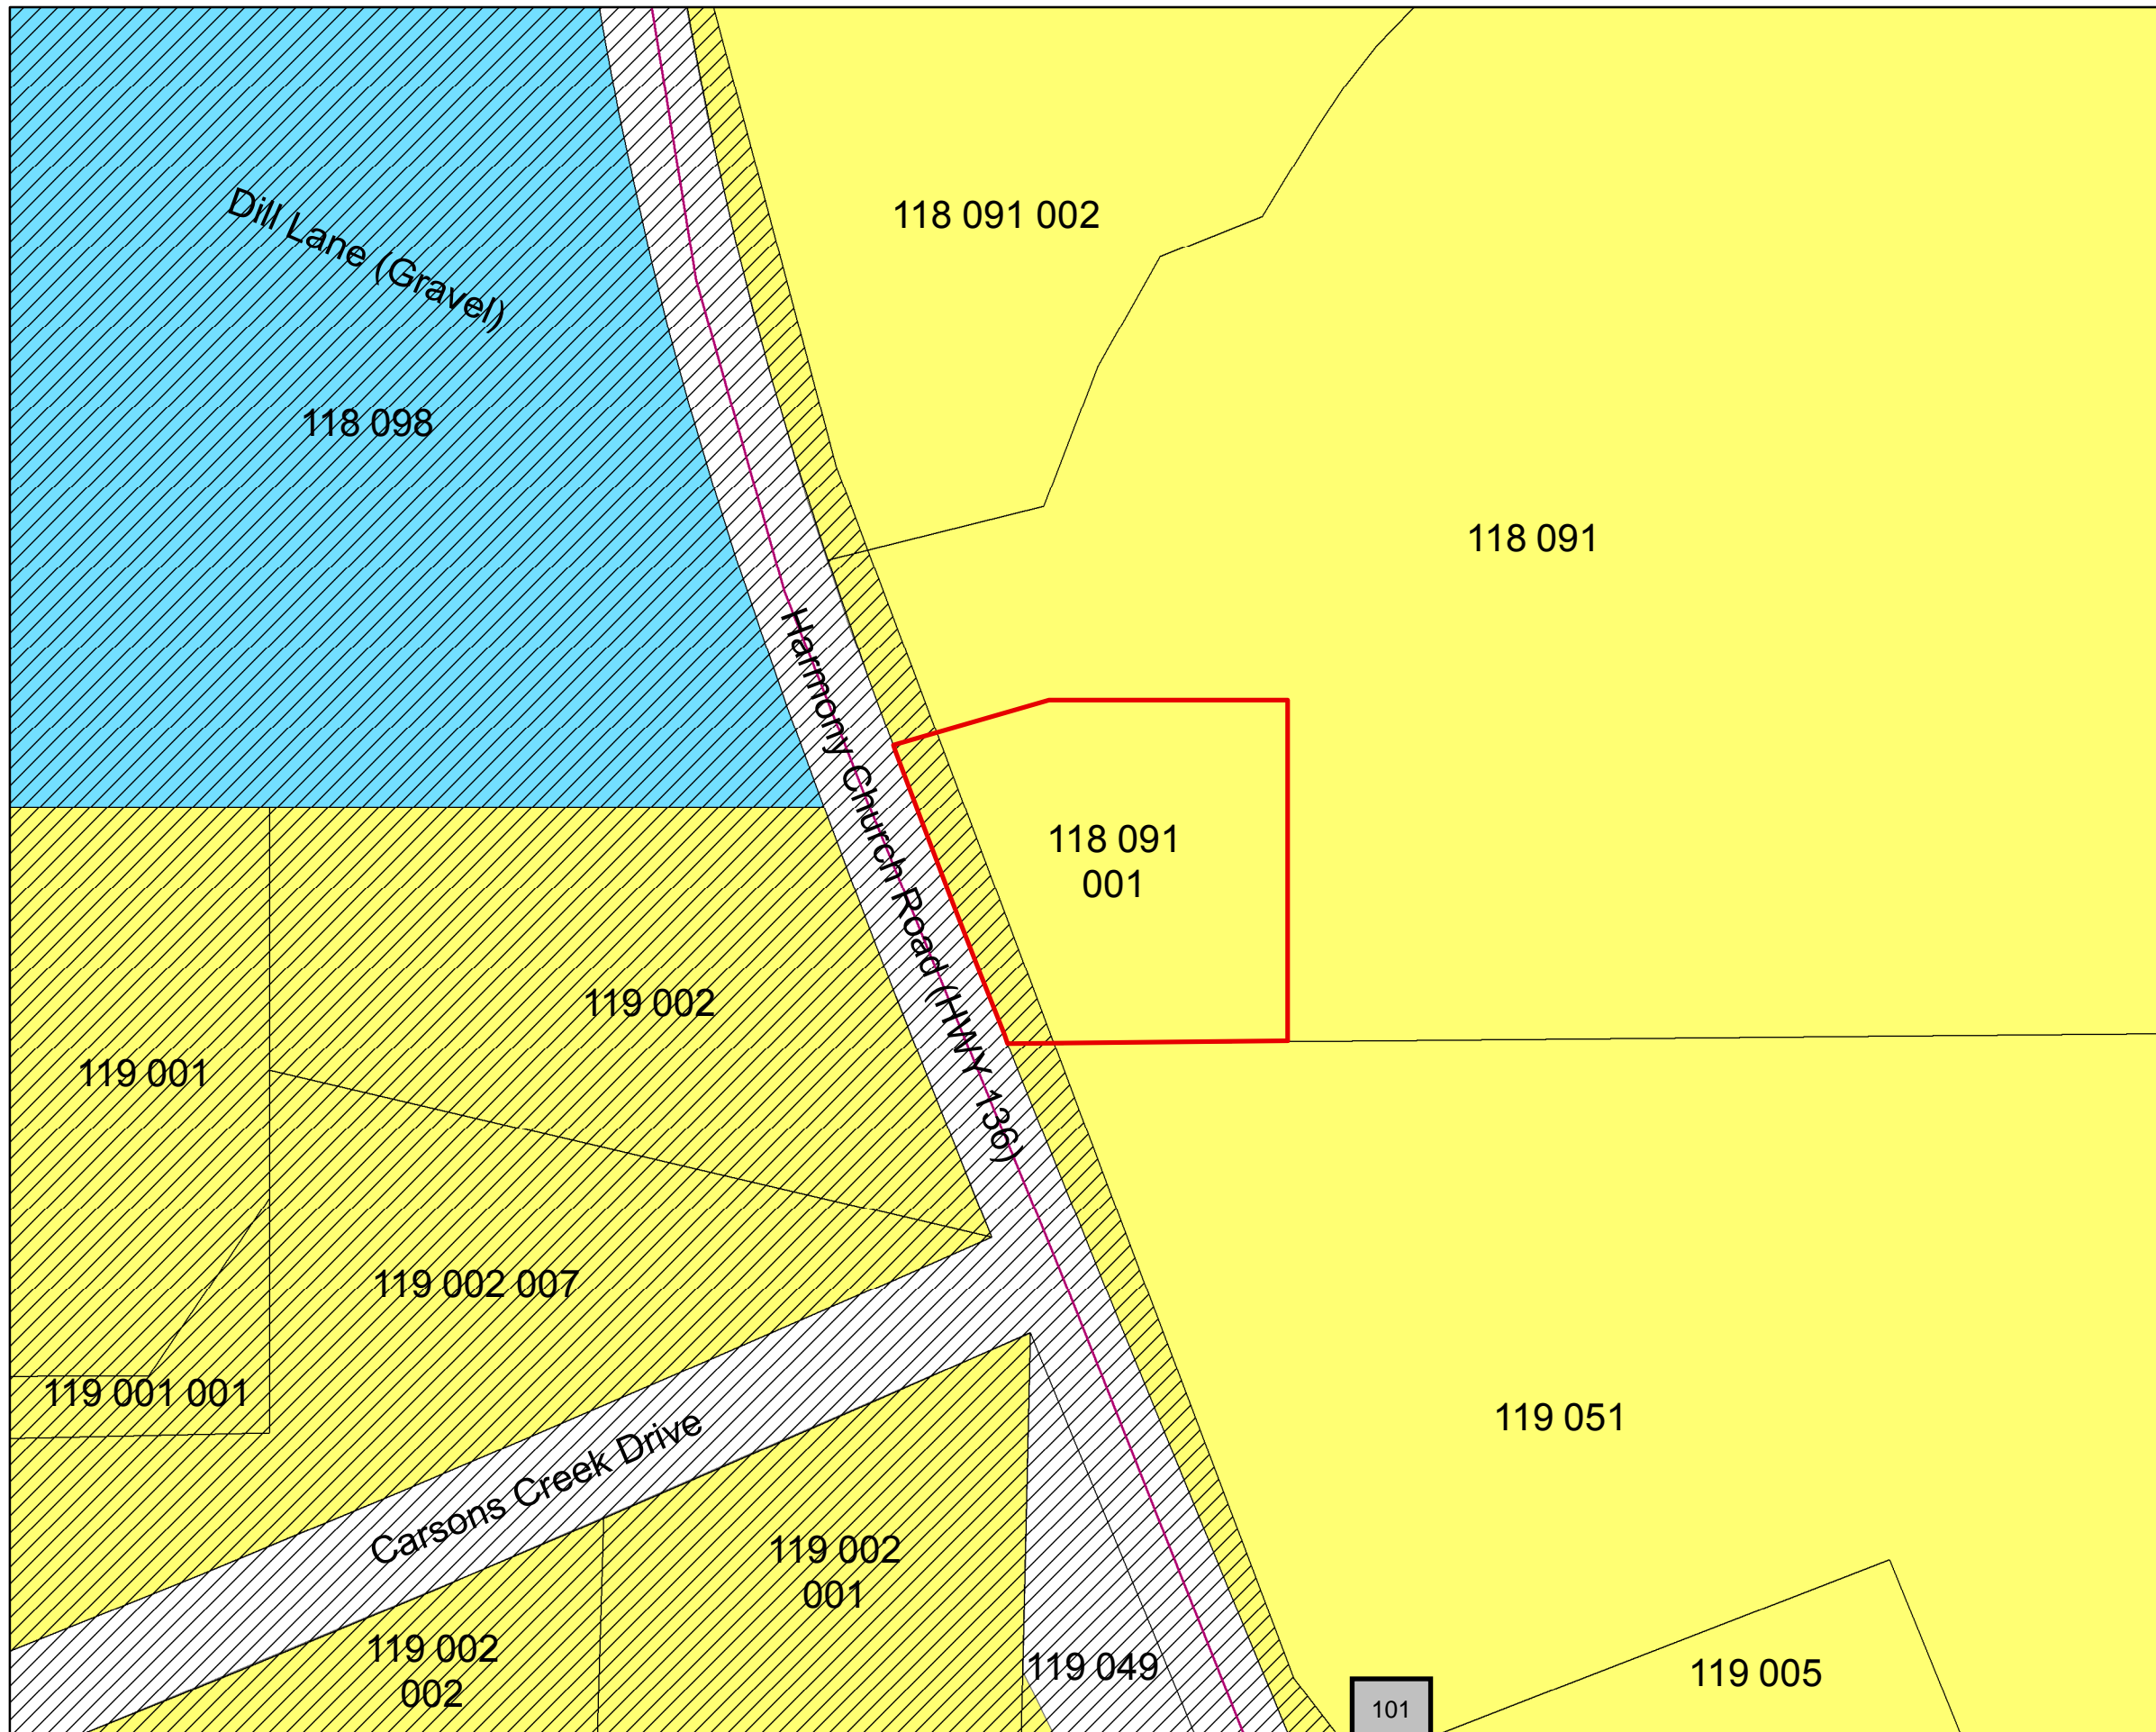 Dill Lane (Gravel)
118 091 002
118 098
118 091
Harmony Church Road (HWY 136)
118 091
001
119 002
119 001
119 002 007
119 001 001
119 051
Carsons Creek Drive
119 002
001
119 002
002
119 049
119 005
101